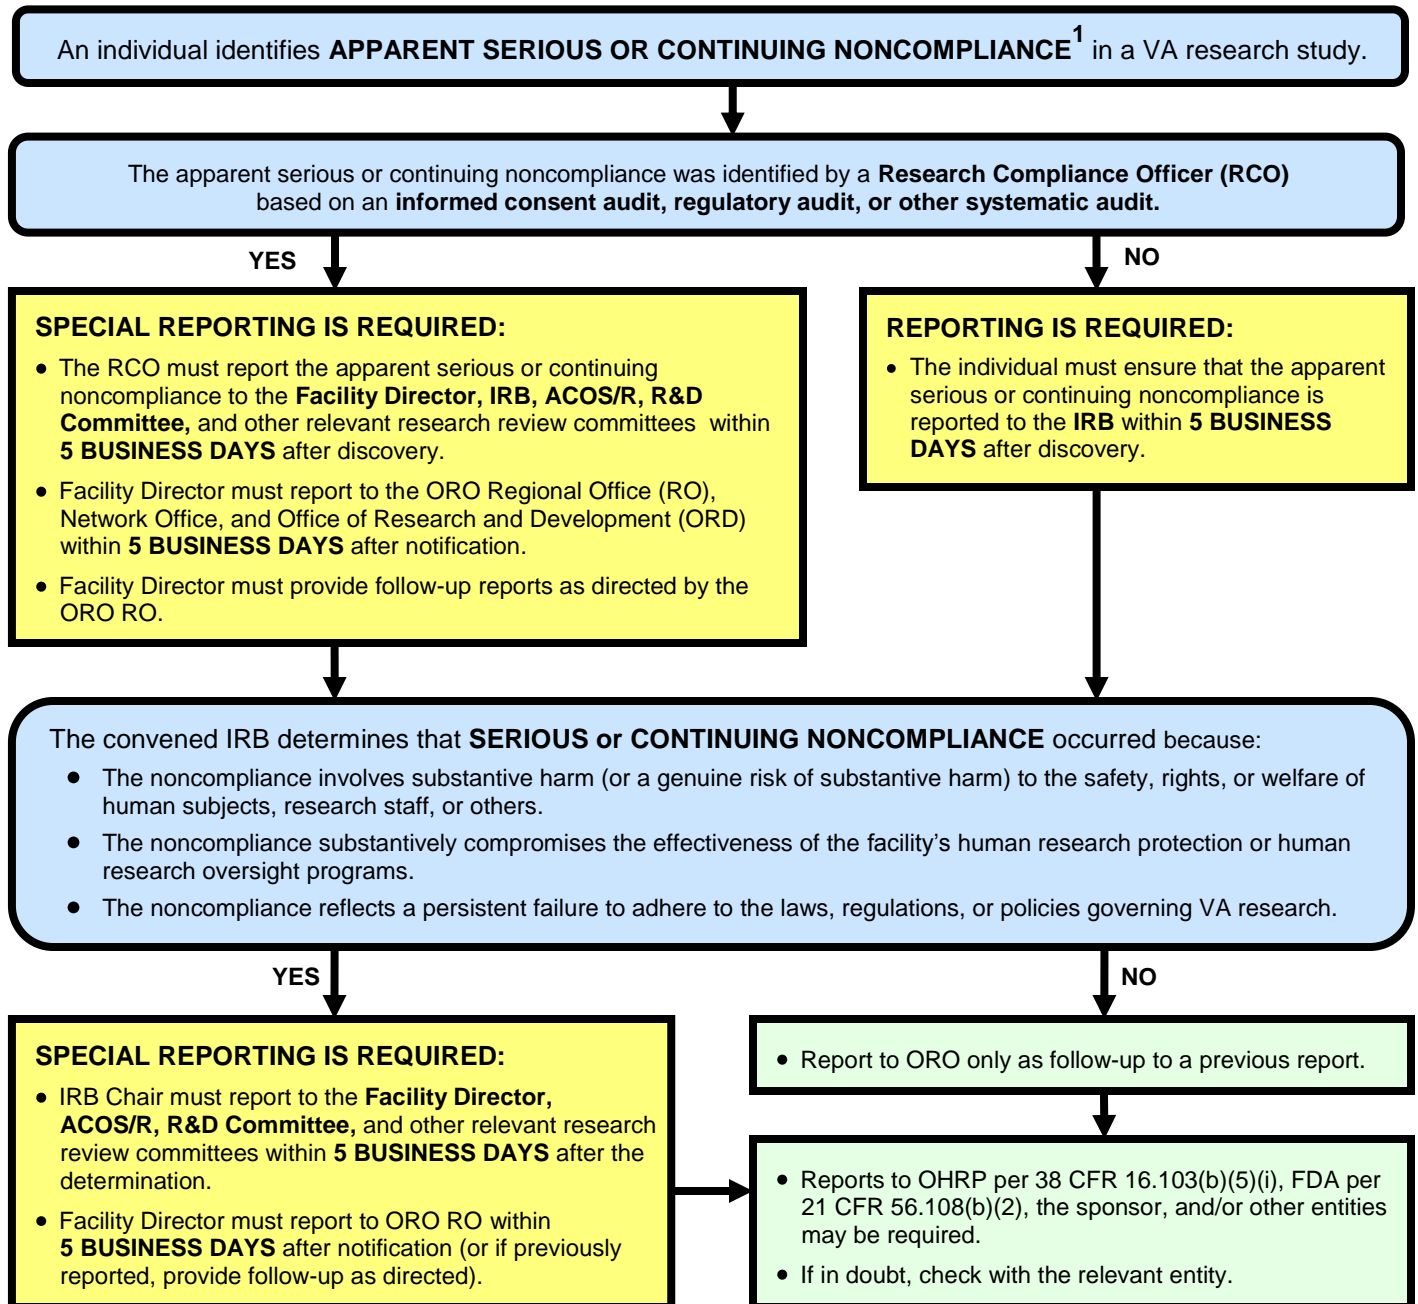 An individual identifies APPARENT SERIOUS OR CONTINUING NONCOMPLIANCE1 in a VA research study.
The apparent serious or continuing noncompliance was identified by a Research Compliance Officer (RCO)
based on an informed consent audit, regulatory audit, or other systematic audit.
YES
NO
SPECIAL REPORTING IS REQUIRED:
• The RCO must report the apparent serious or continuing
noncompliance to the Facility Director, IRB, ACOS/R, R&D
Committee, and other relevant research review committees within
5 BUSINESS DAYS after discovery.
• Facility Director must report to the ORO Regional Office (RO),
Network Office, and Office of Research and Development (ORD)
within 5 BUSINESS DAYS after notification.
• Facility Director must provide follow-up reports as directed by the
ORO RO.
REPORTING IS REQUIRED:
• The individual must ensure that the apparent
serious or continuing noncompliance is
reported to the IRB within 5 BUSINESS
DAYS after discovery.
The convened IRB determines that SERIOUS or CONTINUING NONCOMPLIANCE occurred because:
• The noncompliance involves substantive harm (or a genuine risk of substantive harm) to the safety, rights, or welfare of
human subjects, research staff, or others.
• The noncompliance substantively compromises the effectiveness of the facility’s human research protection or human
research oversight programs.
• The noncompliance reflects a persistent failure to adhere to the laws, regulations, or policies governing VA research.
YES
NO
SPECIAL REPORTING IS REQUIRED:
• IRB Chair must report to the Facility Director,
ACOS/R, R&D Committee, and other relevant research
review committees within 5 BUSINESS DAYS after the
determination.
• Facility Director must report to ORO RO within
5 BUSINESS DAYS after notification (or if previously
reported, provide follow-up as directed).
• Report to ORO only as follow-up to a previous report.
• Reports to OHRP per 38 CFR 16.103(b)(5)(i), FDA per
21 CFR 56.108(b)(2), the sponsor, and/or other entities
may be required.
• If in doubt, check with the relevant entity.